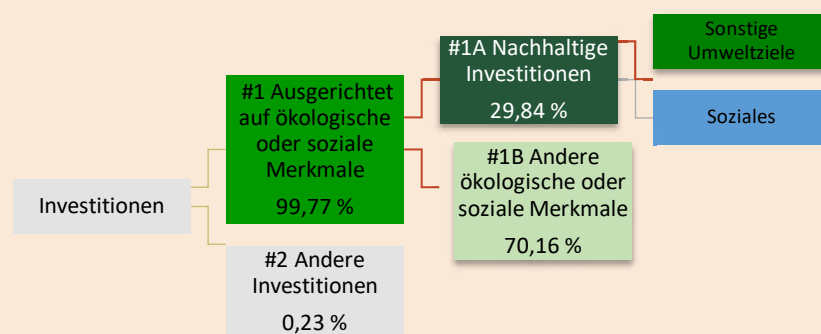 Investitionen
#1 Ausgerichtet
auf ökologische
oder soziale
Merkmale
99,77 %
#2 Andere
Investitionen
0,23 %
#1A Nachhaltige
Investitionen
29,84 %
#1B Andere
ökologische oder
soziale Merkmale
70,16 %
Sonstige
Umweltziele
Soziales